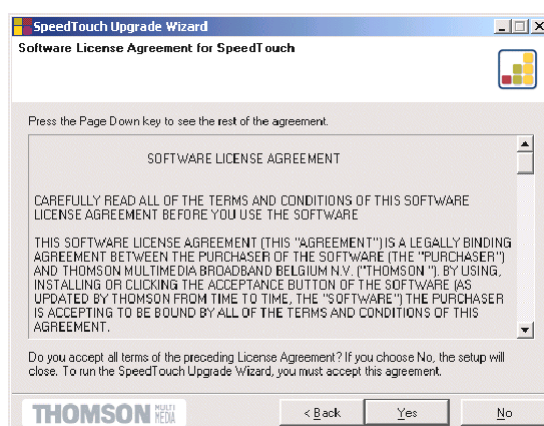 SpeedTouch Upgrade Wizard
Software License Agreement for SpeedTouch
Press the Page Down key to see the rest of the agreement.
SOFTWARE LICENSE AGREEMENT
CAREFULLY READ ALL OF THE TERMS AND CONDITIONS OF THIS SOFTWARE
LICENSE AGREEMENT BEFORE YOU USE THE SOFTWARE
THIS SOFTWARE LICENSE AGREEMENT (THIS "AGREEMENT") IS A LEGALLY BINDING
AGREEMENT BETWEEN THE PURCHASER OF THE SOFTWARE (THE "PURCHASER")
AND THOMSON MULTIMEDIA BROADBAND BELGIUM N.V. ("THOMSON "). BY USING,
INSTALLING OR CLICKING THE ACCEPTANCE BUTTON OF THE SOFTWARE (AS
UPDATED BY THOMSON FROM TIME TO TIME, THE "SOFTWARE") THE PURCHASER
IS ACCEPTING TO BE BOUND BY ALL OF THE TERMS AND CONDITIONS OF THIS
AGREEMENT.
Do you accept all terms of the preceding License Agreement? If you choose No, the setup will
close. To run the SpeedTouch Upgrade Wizard, you must accept this agreement.
THOMSON MULTI MEDIA
< Back Yes No